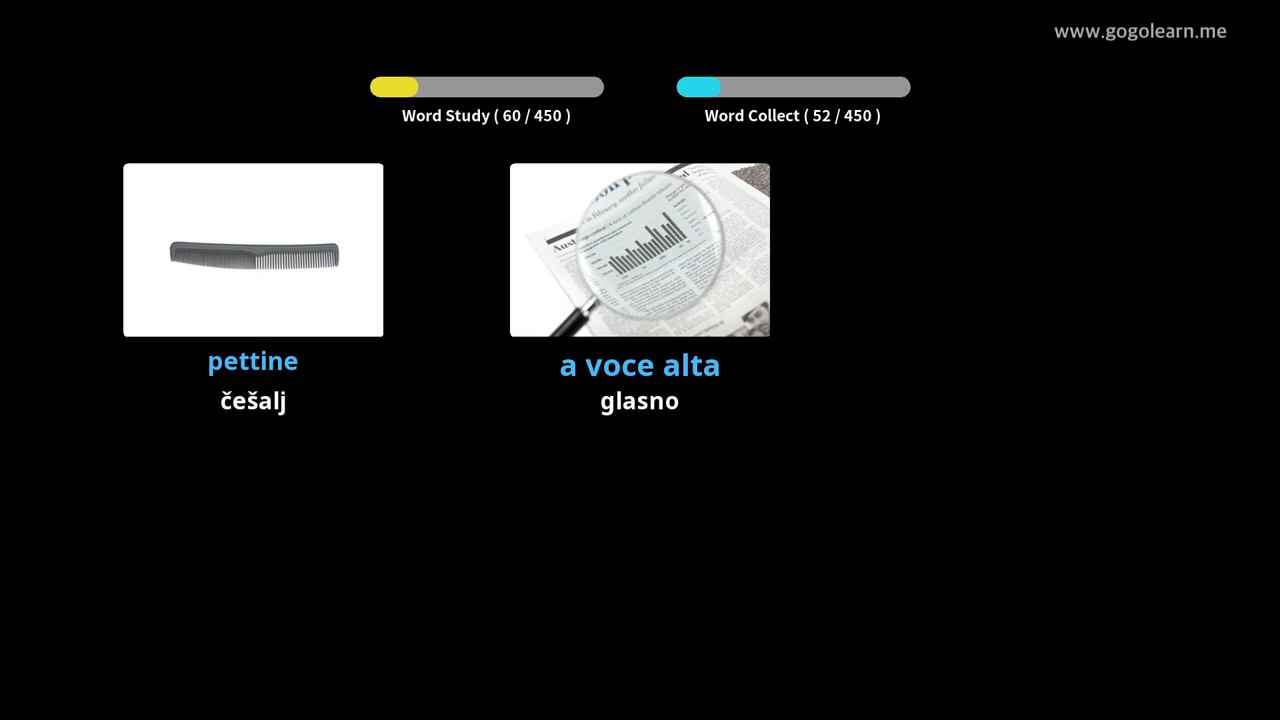 www.gogolearn.me
Word Study ( 60 / 450 )
Word Collect ( 52 / 450 )
pettine
češalj
a voce alta
glasno